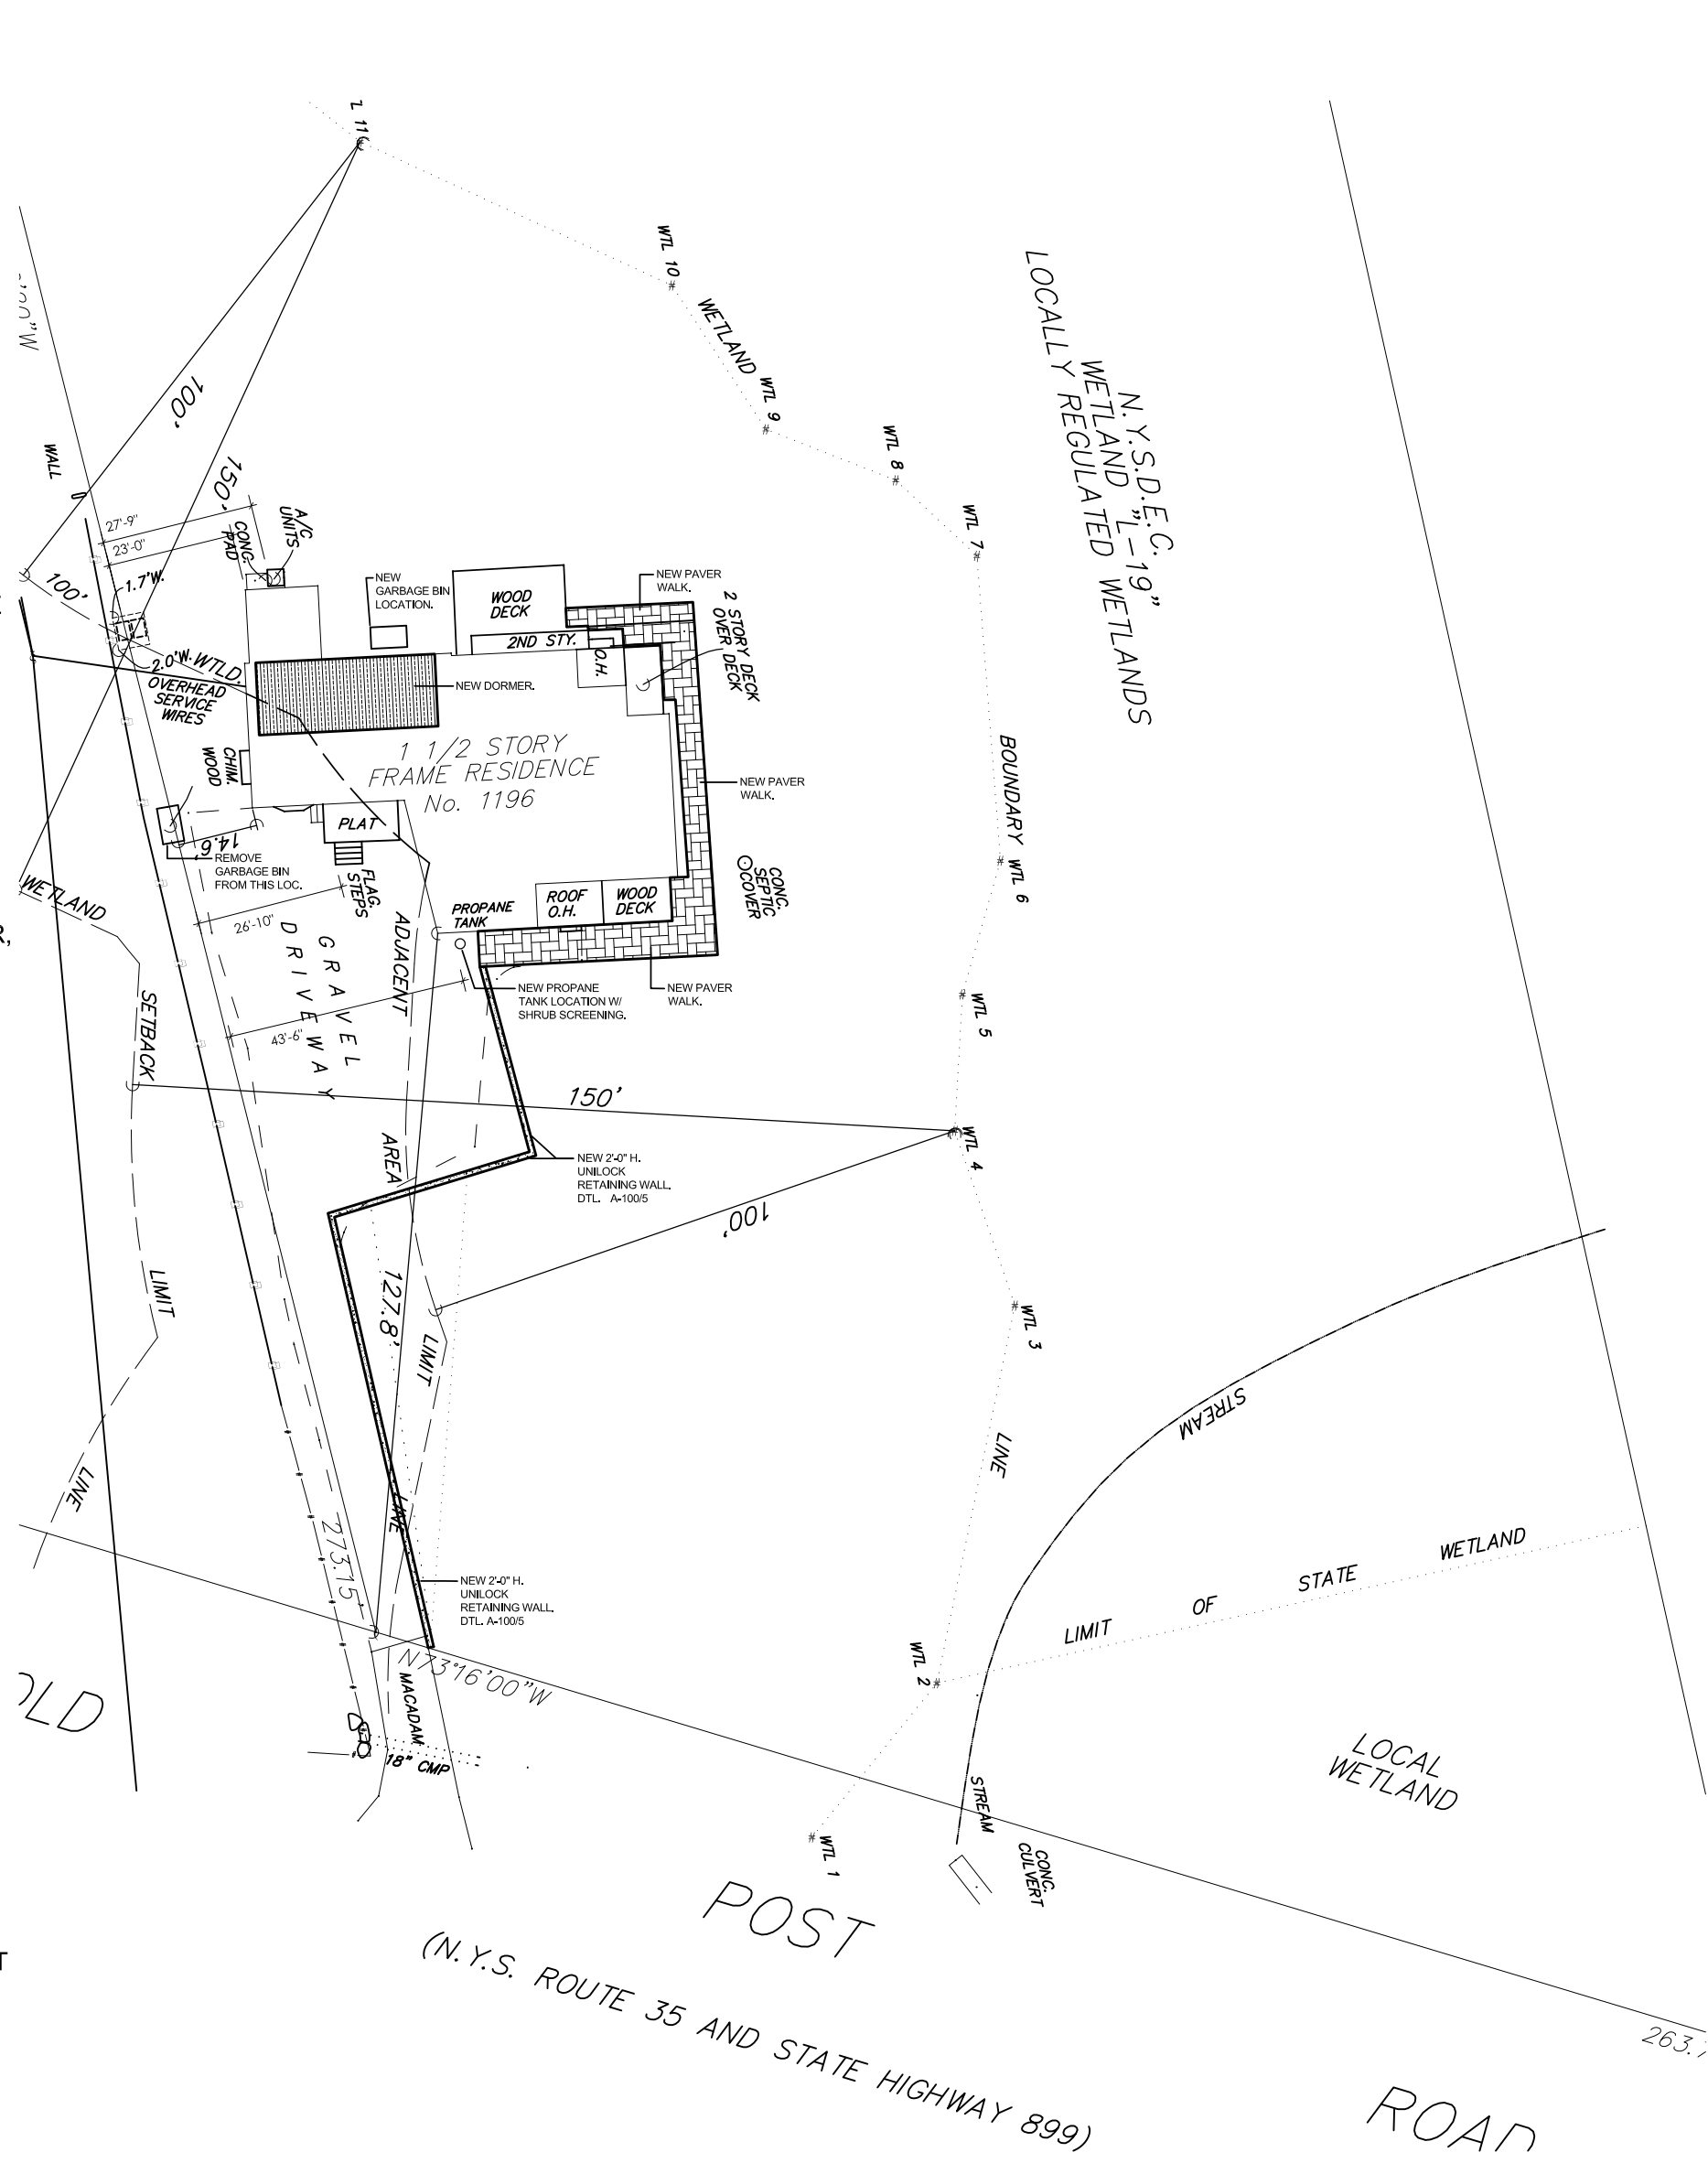 WTL 10
WETLAND
WTL 9
WTL 8
WTL 7
BOUNDARY
WTL 6
WTL 5
WTL 4
WTL 3
LINE
WTL 2
WTL 1
N.Y.S.D.E.C.
WETLAND "L-19"
LOCALLY REGULATED WETLANDS
100'
WALL
150'
27'-9"
23'-0"
CONC.
PAD
A/C
UNITS
100'
1.7'W.
2.0'W.
WTLD.
OVERHEAD
SERVICE
WIRES
NEW
GARBAGE BIN
LOCATION.
WOOD
DECK
2ND STY.
O.H.
NEW PAVER
WALK.
2 STORY DECK
OVER DECK
NEW DORMER.
1 1/2 STORY
FRAME RESIDENCE
No. 1196
CHIM.
WOOD
PLAT
14.6'
REMOVE
GARBAGE BIN
FROM THIS LOC.
FLAG.
STEPS
NEW PAVER
WALK.
CONC.
SEPTIC
COVER
WETLAND
SETBACK
LIMIT
LINE
26'-10"
GRAVEL
DRIVEWAY
ADJACENT
AREA
LIMIT
LINE
PROPANE
TANK
ROOF
O.H.
WOOD
DECK
NEW PROPANE
TANK LOCATION W/
SHRUB SCREENING.
NEW PAVER
WALK.
43'-6"
150'
NEW 2'-0" H.
UNILOCK
RETAINING WALL.
DTL. A-100/5
100'
127.8'
273.15'
NEW 2'-0" H.
UNILOCK
RETAINING WALL.
DTL. A-100/5
N73°16'00"W
MACADAM
18" CMP
STREAM
LIMIT OF STATE WETLAND
LOCAL
WETLAND
STREAM
CONC.
CULVERT
POST
ROAD
(N.Y.S. ROUTE 35 AND STATE HIGHWAY 899)